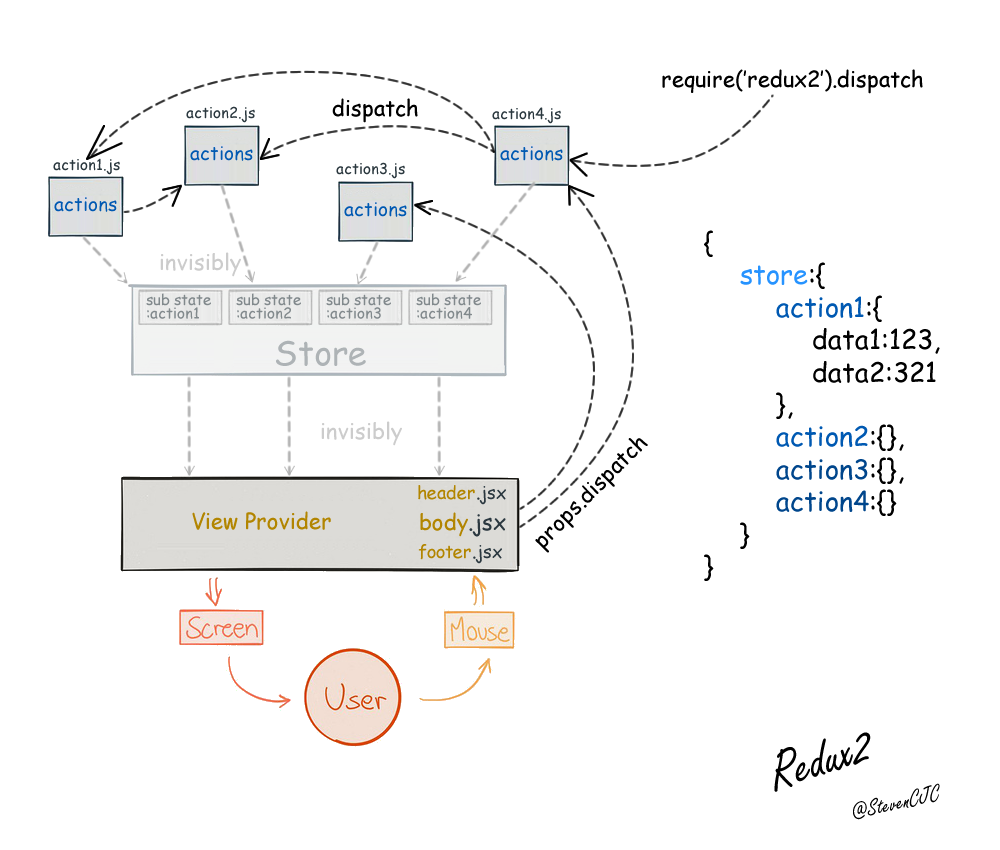 require('redux2').dispatch
dispatch
action2.js
action4.js
actions
actions
action1.js
action3.js
actions
actions
invisibly
sub state
:action1
sub state
:action2
sub state
:action3
sub state
:action4
Store
invisibly
props.dispatch
View Provider
header.jsx
body.jsx
footer.jsx
Screen
Mouse
User
{
store:{
action1:{
data1:123,
data2:321
},
action2:{},
action3:{},
action4:{}
}
}
Redux2
@StevenCJC